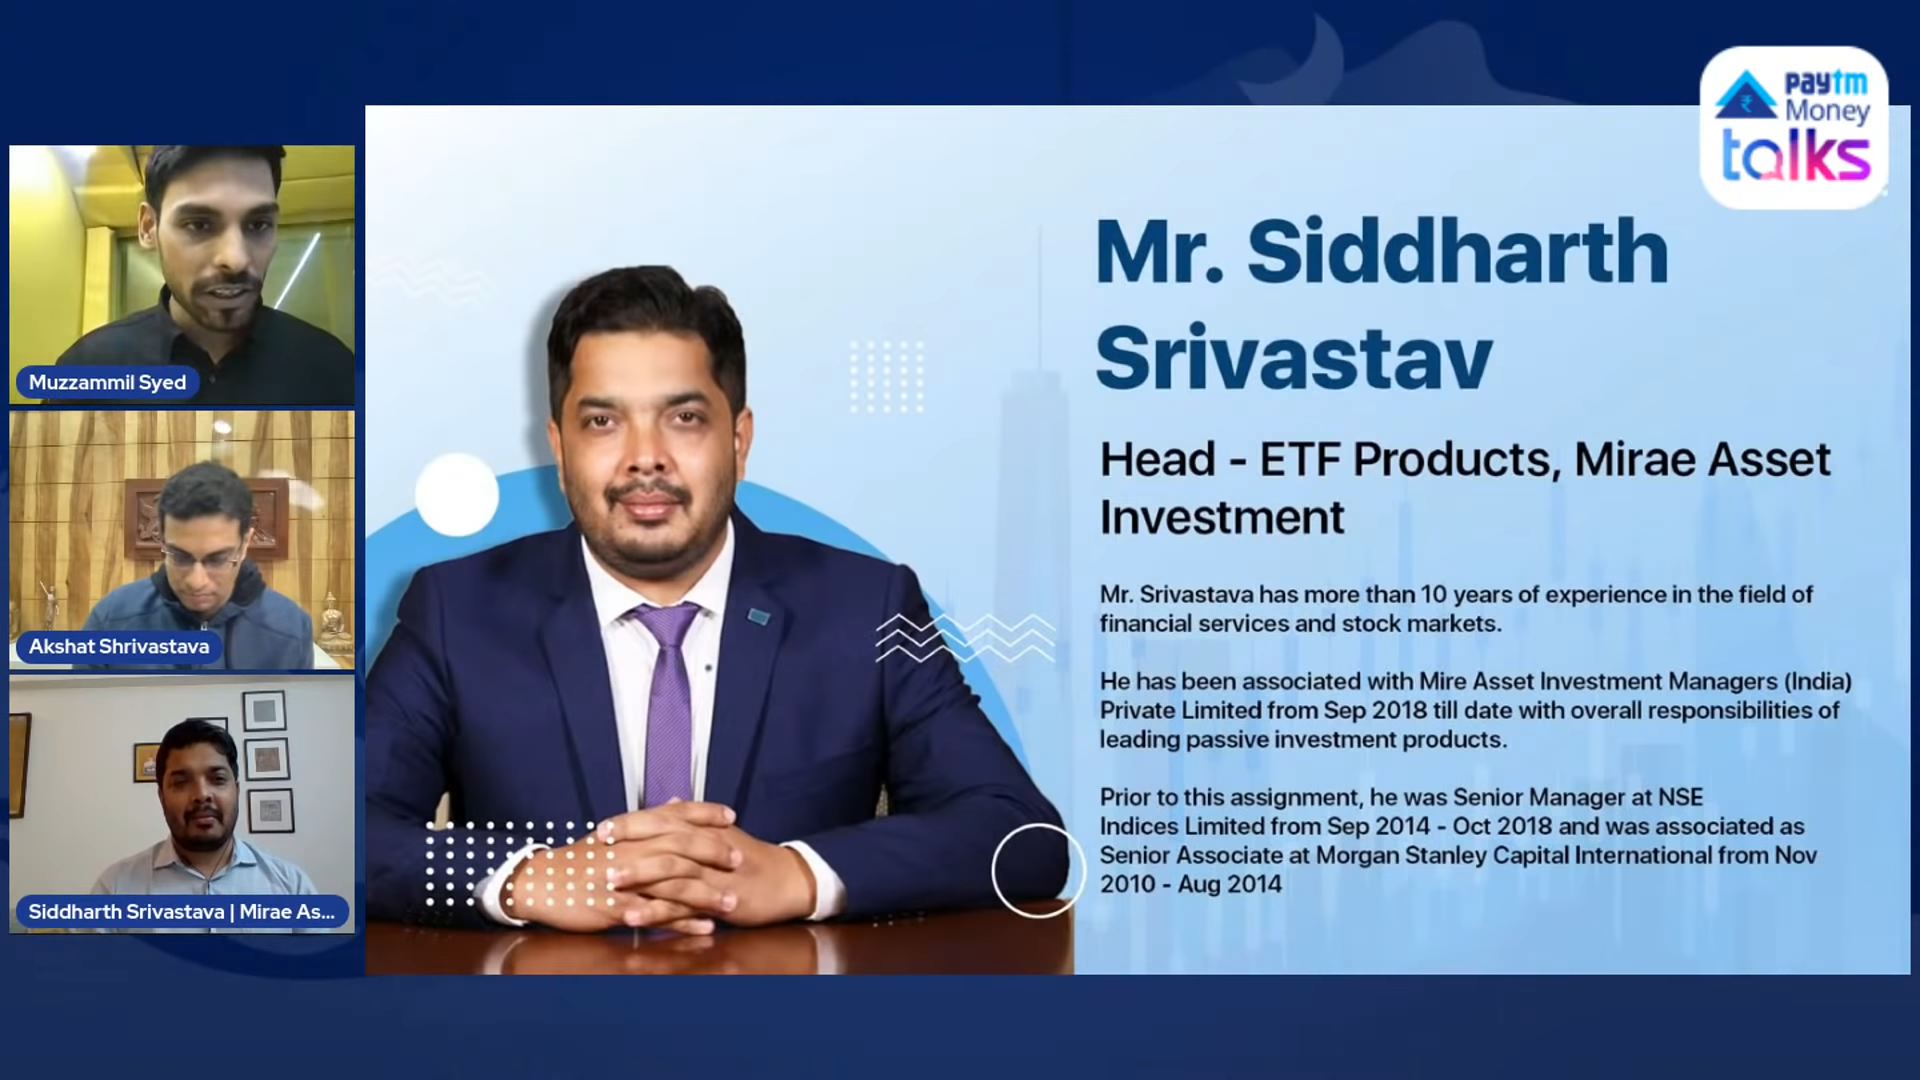 paytm
Money
talks
Muzzammil Syed
Akshat Shrivastava
Siddharth Srivastava | Mirae As...
Mr. Siddharth
Srivastav
Head - ETF Products, Mirae Asset
Investment
Mr. Srivastava has more than 10 years of experience in the field of
financial services and stock markets.
He has been associated with Mire Asset Investment Managers (India)
Private Limited from Sep 2018 till date with overall responsibilities of
leading passive investment products.
Prior to this assignment, he was Senior Manager at NSE
Indices Limited from Sep 2014 - Oct 2018 and was associated as
Senior Associate at Morgan Stanley Capital International from Nov
2010 - Aug 2014